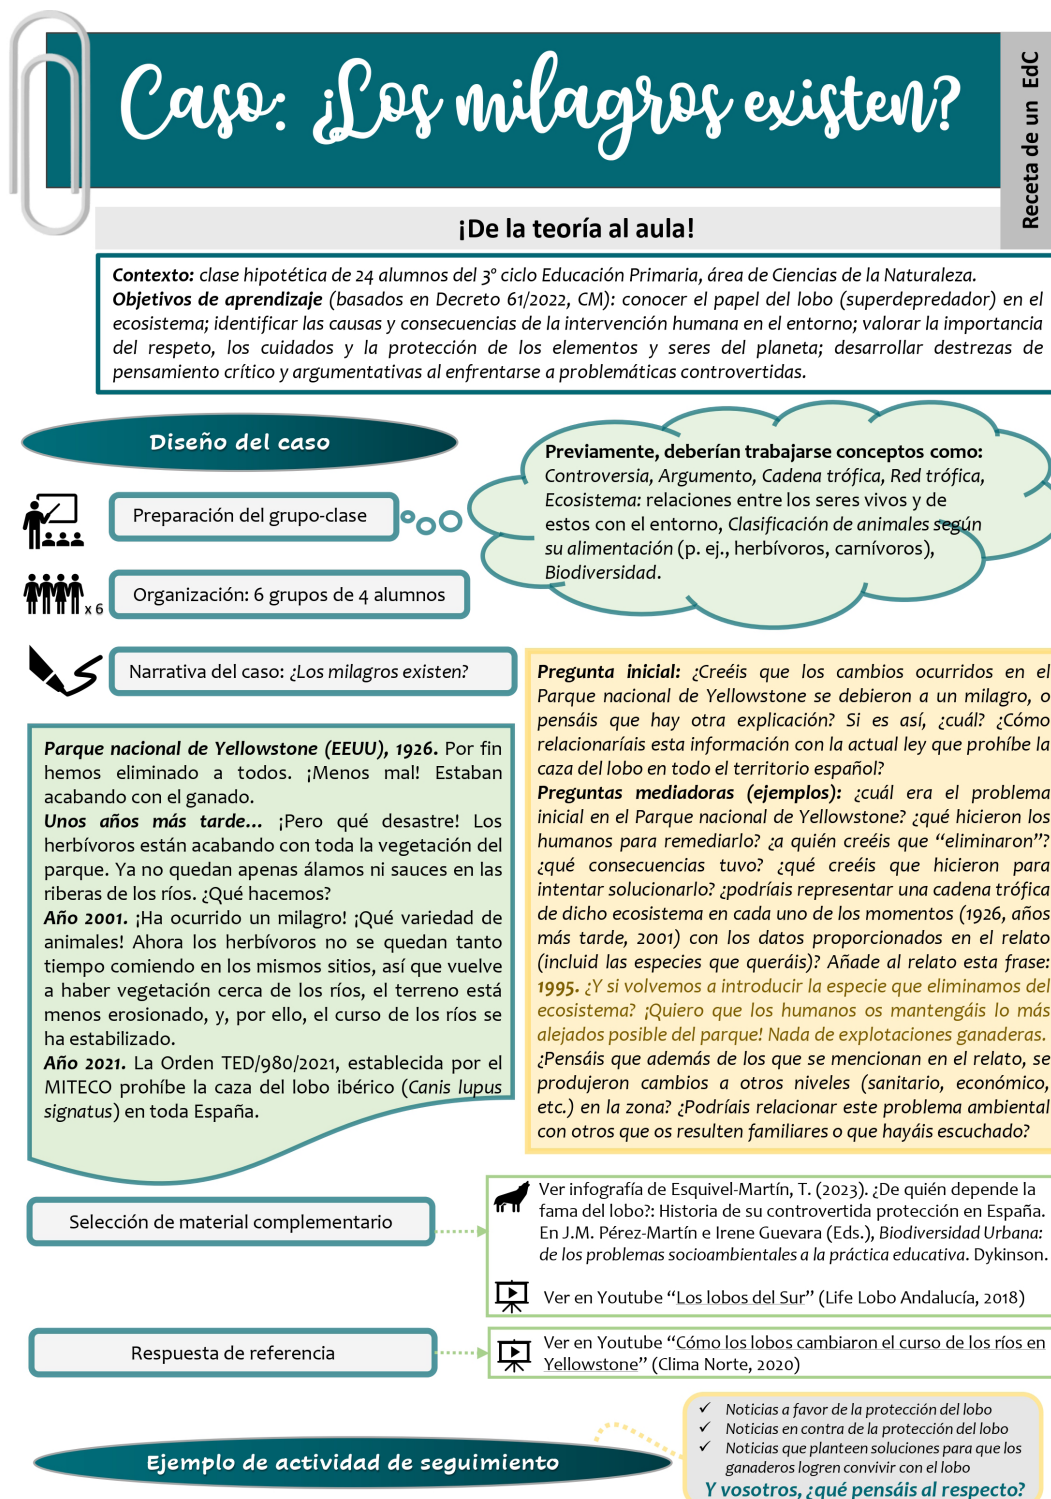 Caso: ¿Los milagros existen?
Receta de un EdC
¡De la teoría al aula!
Contexto: clase hipotética de 24 alumnos del 3º ciclo Educación Primaria, área de Ciencias de la Naturaleza.
Objetivos de aprendizaje (basados en Decreto 61/2022, CM): conocer el papel del lobo (superdepredador) en el
ecosistema; identificar las causas y consecuencias de la intervención humana en el entorno; valorar la importancia
del respeto, los cuidados y la protección de los elementos y seres del planeta; desarrollar destrezas de
pensamiento crítico y argumentativas al enfrentarse a problemáticas controvertidas.
Diseño del caso
Preparación del grupo-clase
Previamente, deberían trabajarse conceptos como:
Controversia, Argumento, Cadena trófica, Red trófica,
Ecosistema: relaciones entre los seres vivos y de
estos con el entorno, Clasificación de animales según
su alimentación (p. ej., herbívoros, carnívoros),
Biodiversidad.
x 6
Organización: 6 grupos de 4 alumnos
Narrativa del caso: ¿Los milagros existen?
Parque nacional de Yellowstone (EEUU), 1926. Por fin
hemos eliminado a todos. ¡Menos mal! Estaban
acabando con el ganado.
Unos años más tarde... ¡Pero qué desastre! Los
herbívoros están acabando con toda la vegetación del
parque. Ya no quedan apenas álamos ni sauces en las
riberas de los ríos. ¿Qué hacemos?
Año 2001. ¡Ha ocurrido un milagro! ¡Qué variedad de
animales! Ahora los herbívoros no se quedan tanto
tiempo comiendo en los mismos sitios, así que vuelve
a haber vegetación cerca de los ríos, el terreno está
menos erosionado, y, por ello, el curso de los ríos se
ha estabilizado.
Año 2021. La Orden TED/980/2021, establecida por el
MITECO prohíbe la caza del lobo ibérico (Canis lupus
signatus) en toda España.
Pregunta inicial: ¿Creéis que los cambios ocurridos en el
Parque nacional de Yellowstone se debieron a un milagro, o
pensáis que hay otra explicación? Si es así, ¿cuál? ¿Cómo
relacionaríais esta información con la actual ley que prohíbe la
caza del lobo en todo el territorio español?
Preguntas mediadoras (ejemplos): ¿cuál era el problema
inicial en el Parque nacional de Yellowstone? ¿qué hicieron los
humanos para remediarlo? ¿a quién creéis que “eliminaron”?
¿qué consecuencias tuvo? ¿qué creéis que hicieron para
intentar solucionarlo? ¿podríais representar una cadena trófica
de dicho ecosistema en cada uno de los momentos (1926, años
más tarde, 2001) con los datos proporcionados en el relato
(incluid las especies que queráis)? Añade al relato esta frase:
1995. ¿Y si volvemos a introducir la especie que eliminamos del
ecosistema? ¡Quiero que los humanos os mantengáis lo más
alejados posible del parque! Nada de explotaciones ganaderas.
¿Pensáis que además de los que se mencionan en el relato, se
produjeron cambios a otros niveles (sanitario, económico,
etc.) en la zona? ¿Podríais relacionar este problema ambiental
con otros que os resulten familiares o que hayáis escuchado?
Selección de material complementario
Ver infografía de Esquivel-Martín, T. (2023). ¿De quién depende la
fama del lobo?: Historia de su controvertida protección en España.
En J.M. Pérez-Martín e Irene Guevara (Eds.), Biodiversidad Urbana:
de los problemas socioambientales a la práctica educativa. Dykinson.
Ver en Youtube “Los lobos del Sur” (Life Lobo Andalucía, 2018)
Respuesta de referencia
Ver en Youtube “Cómo los lobos cambiaron el curso de los ríos en
Yellowstone” (Clima Norte, 2020)
Ejemplo de actividad de seguimiento
✓ Noticias a favor de la protección del lobo
✓ Noticias en contra de la protección del lobo
✓ Noticias que planteen soluciones para que los
ganaderos logren convivir con el lobo
Y vosotros, ¿qué pensáis al respecto?